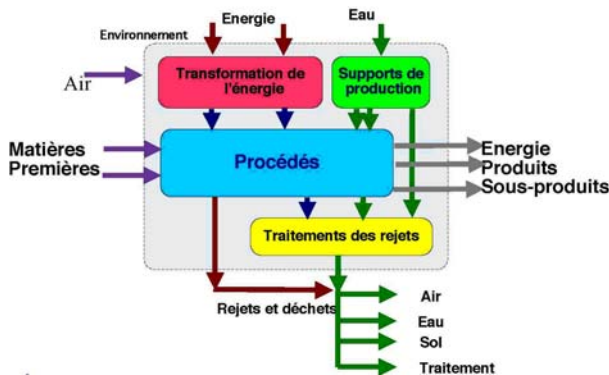 Energie
Eau
Environnement
Air
Transformation de
l'énergie
Supports de
production
Matières
Premières
Procédés
Energie
Produits
Sous-produits
Traitements des rejets
Rejets et déchets
Air
Eau
Sol
Traitement